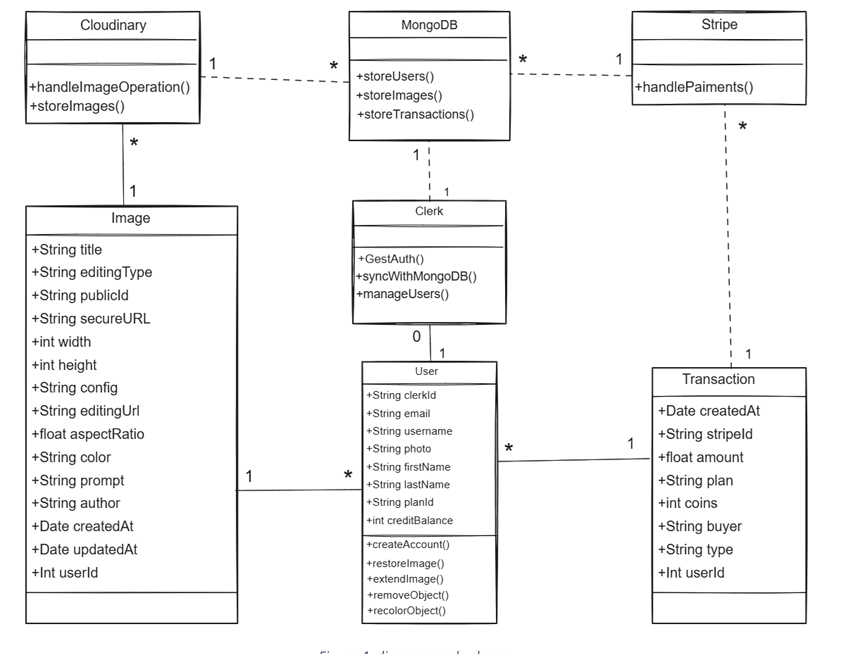 Cloudinary
+handleImageOperation()
+storeImages()
1
*
MongoDB
+storeUsers()
+storeImages()
+storeTransactions()
*
1
Stripe
+handlePaiments()
*
1
1
1
*
1
Image
+String title
+String editingType
+String publicId
+String secureURL
+int width
+int height
+String config
+String editingUrl
+float aspectRatio
+String color
+String prompt
+String author
+Date createdAt
+Date updatedAt
+Int userId
Clerk
+GestAuth()
+syncWithMongoDB()
+manageUsers()
0
1
1
*
User
+String clerkId
+String email
+String username
+String photo
+String firstName
+String lastName
+String planId
+int creditBalance
+createAccount()
+restoreImage()
+extendImage()
+removeObject()
+recolorObject()
*
1
Transaction
+Date createdAt
+String stripeId
+float amount
+String plan
+int coins
+String buyer
+String type
+Int userId